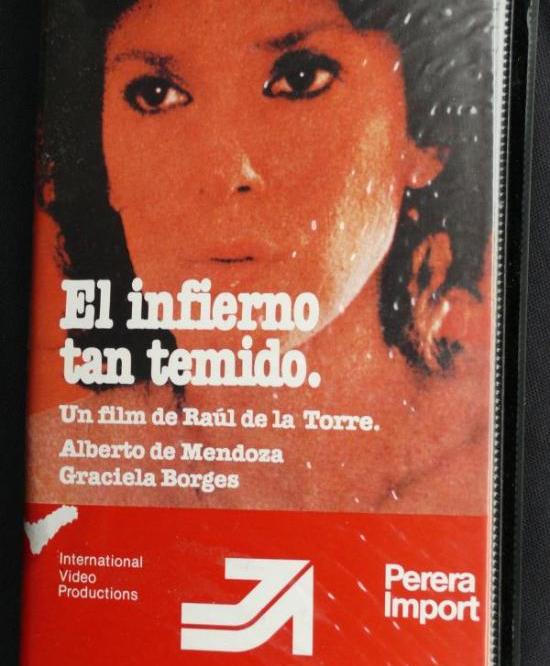 El infierno
tan temido.
Un film de Raúl de la Torre.
Alberto de Mendoza
Graciela Borges
International
Video
Productions
Perera
Import